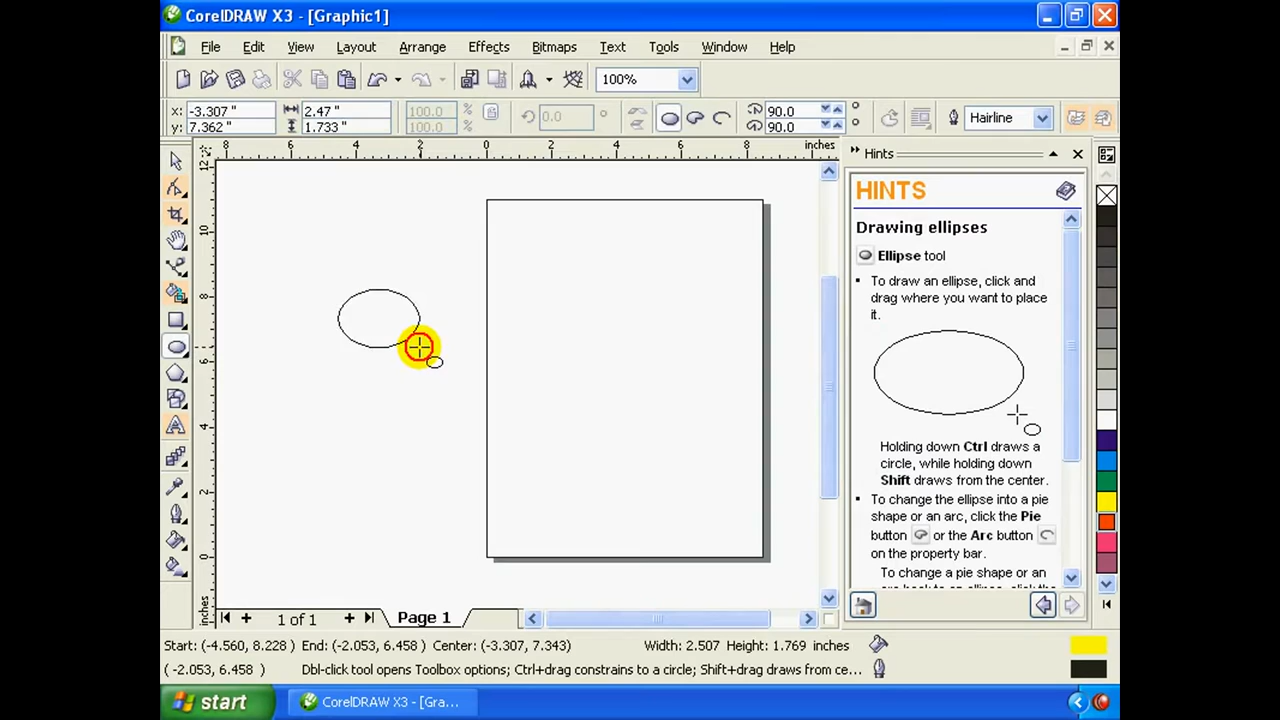 CorelDRAW X3 - [Graphic1]
File Edit View Layout Arrange Effects Bitmaps Text Tools Window Help
100%
x: -3.307 " 2.47 " 100.0 % 0.0 ° 90.0 ° Hairline
y: 7.362 " 1.733 " 100.0 % 90.0 °
8 6 4 2 0 2 4 6 8 inches
12
10
8
6
4
2
0
inches
Hints
HINTS
Drawing ellipses
Ellipse tool
To draw an ellipse, click and
drag where you want to place
it.
Holding down Ctrl draws a
circle, while holding down
Shift draws from the center.
To change the ellipse into a pie
shape or an arc, click the Pie
button or the Arc button
on the property bar.
To change a pie shape or an
1 of 1 Page 1
Start: (-4.560, 8.228) End: (-2.053, 6.458) Center: (-3.307, 7.343) Width: 2.507 Height: 1.769 inches
( -2.053, 6.458 ) Dbl-click tool opens Toolbox options; Ctrl+drag constrains to a circle; Shift+drag draws from ce...
start CorelDRAW X3 - [Gra...